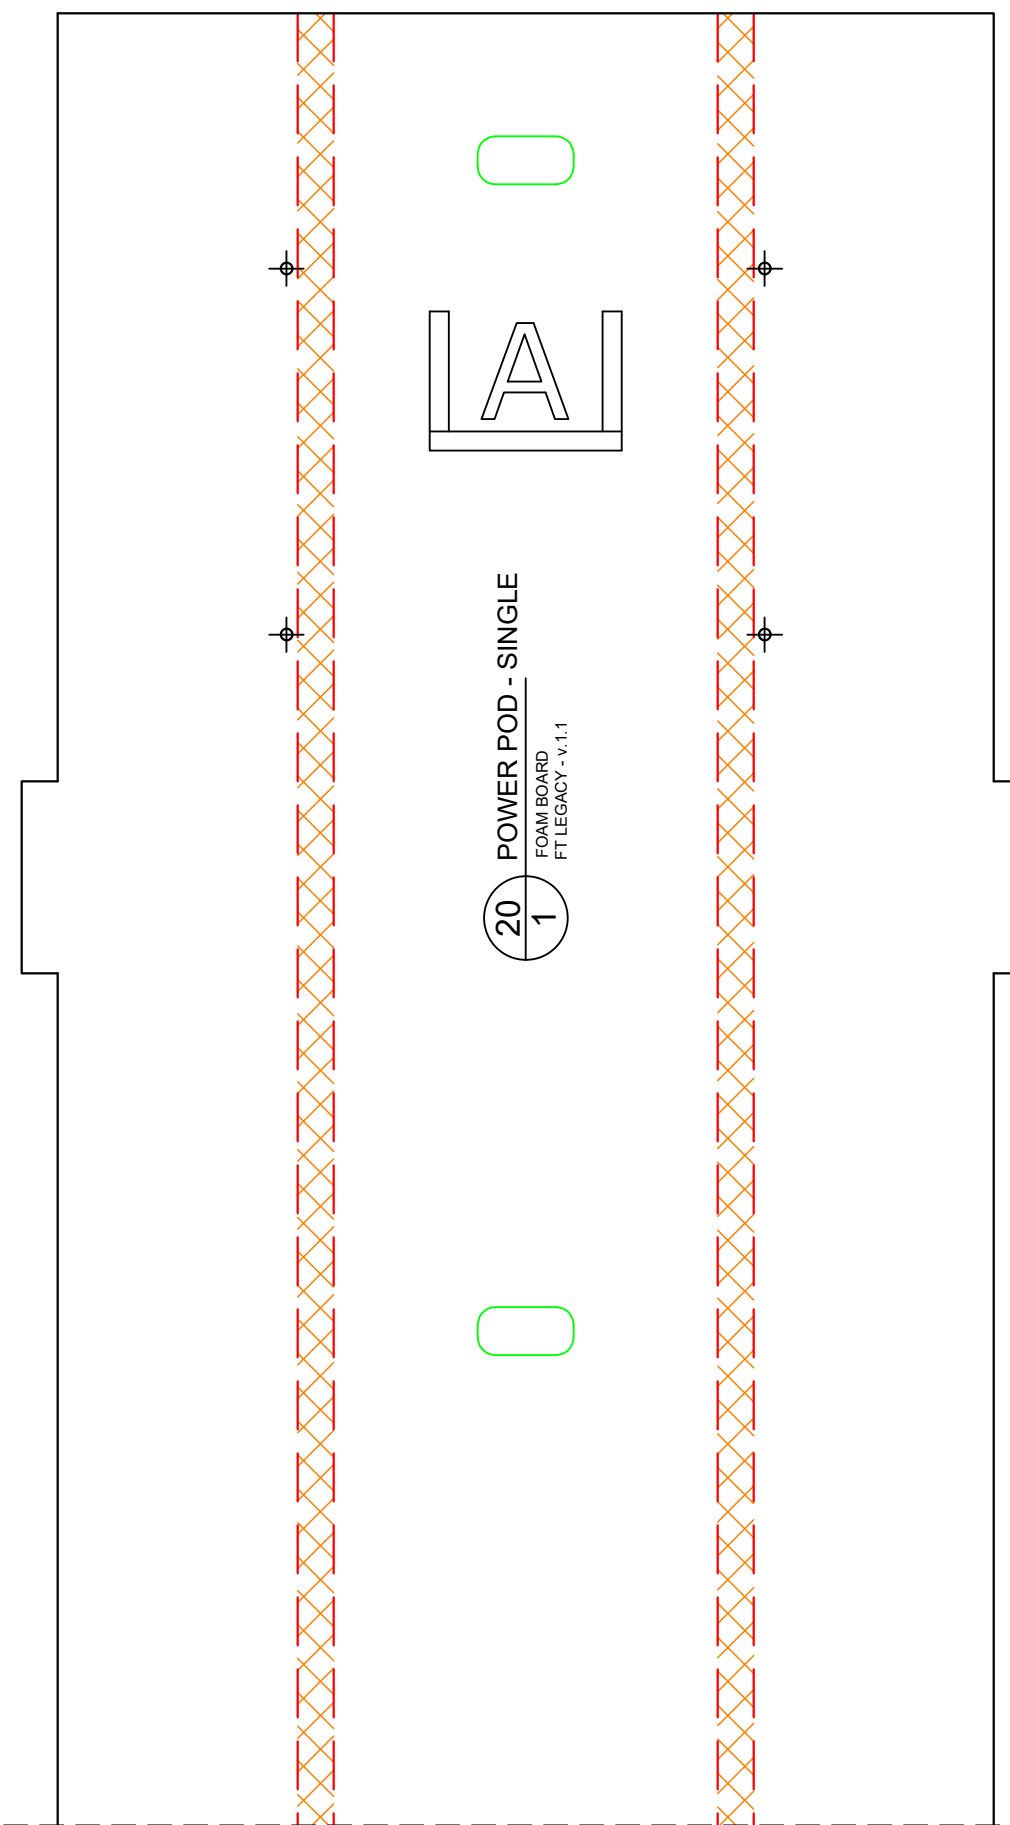 A
POWER POD - SINGLE
FOAM BOARD
FT LEGACY - v.1.1
20
1